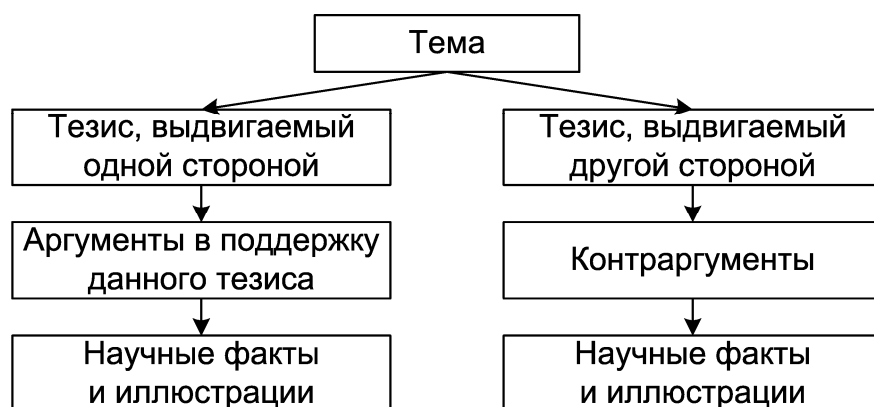 Тема
Тезис, выдвигаемый
одной стороной
Тезис, выдвигаемый
другой стороной
Аргументы в поддержку
данного тезиса
Контраргументы
Научные факты
и иллюстрации
Научные факты
и иллюстрации